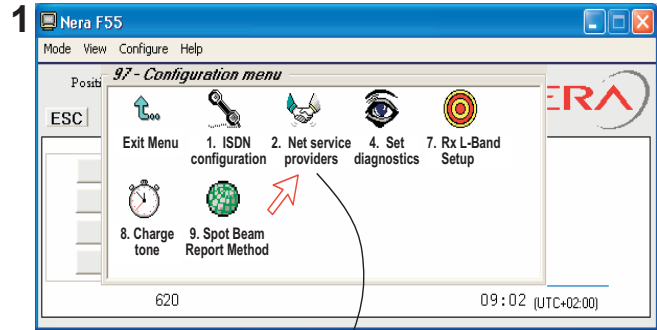 1
Nera F55
Mode View Configure Help
97 - Configuration menu
ESC
Exit Menu
1. ISDN
configuration
2. Net service
providers
4. Set
diagnostics
7. Rx L-Band
Setup
8. Charge
tone
9. Spot Beam
Report Method
620
09:02 (UTC+02:00)